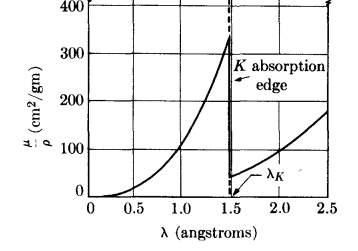 400
300
200
100
0
μ/ρ (cm²/gm)
K absorption
edge
λK
0 0.5 1.0 1.5 2.0 2.5
λ (angstroms)